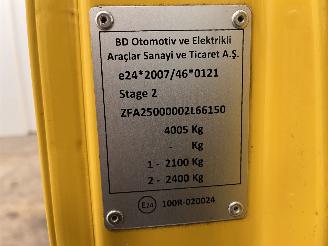 BD Otomotiv ve Elektrikli
Araçlar Sanayi ve Ticaret A.Ş.
e24*2007/46*0121
Stage 2
ZFA25000002L66150
4005 Kg
- Kg
1 - 2100 Kg
2 - 2400 Kg
E24 100R-020024